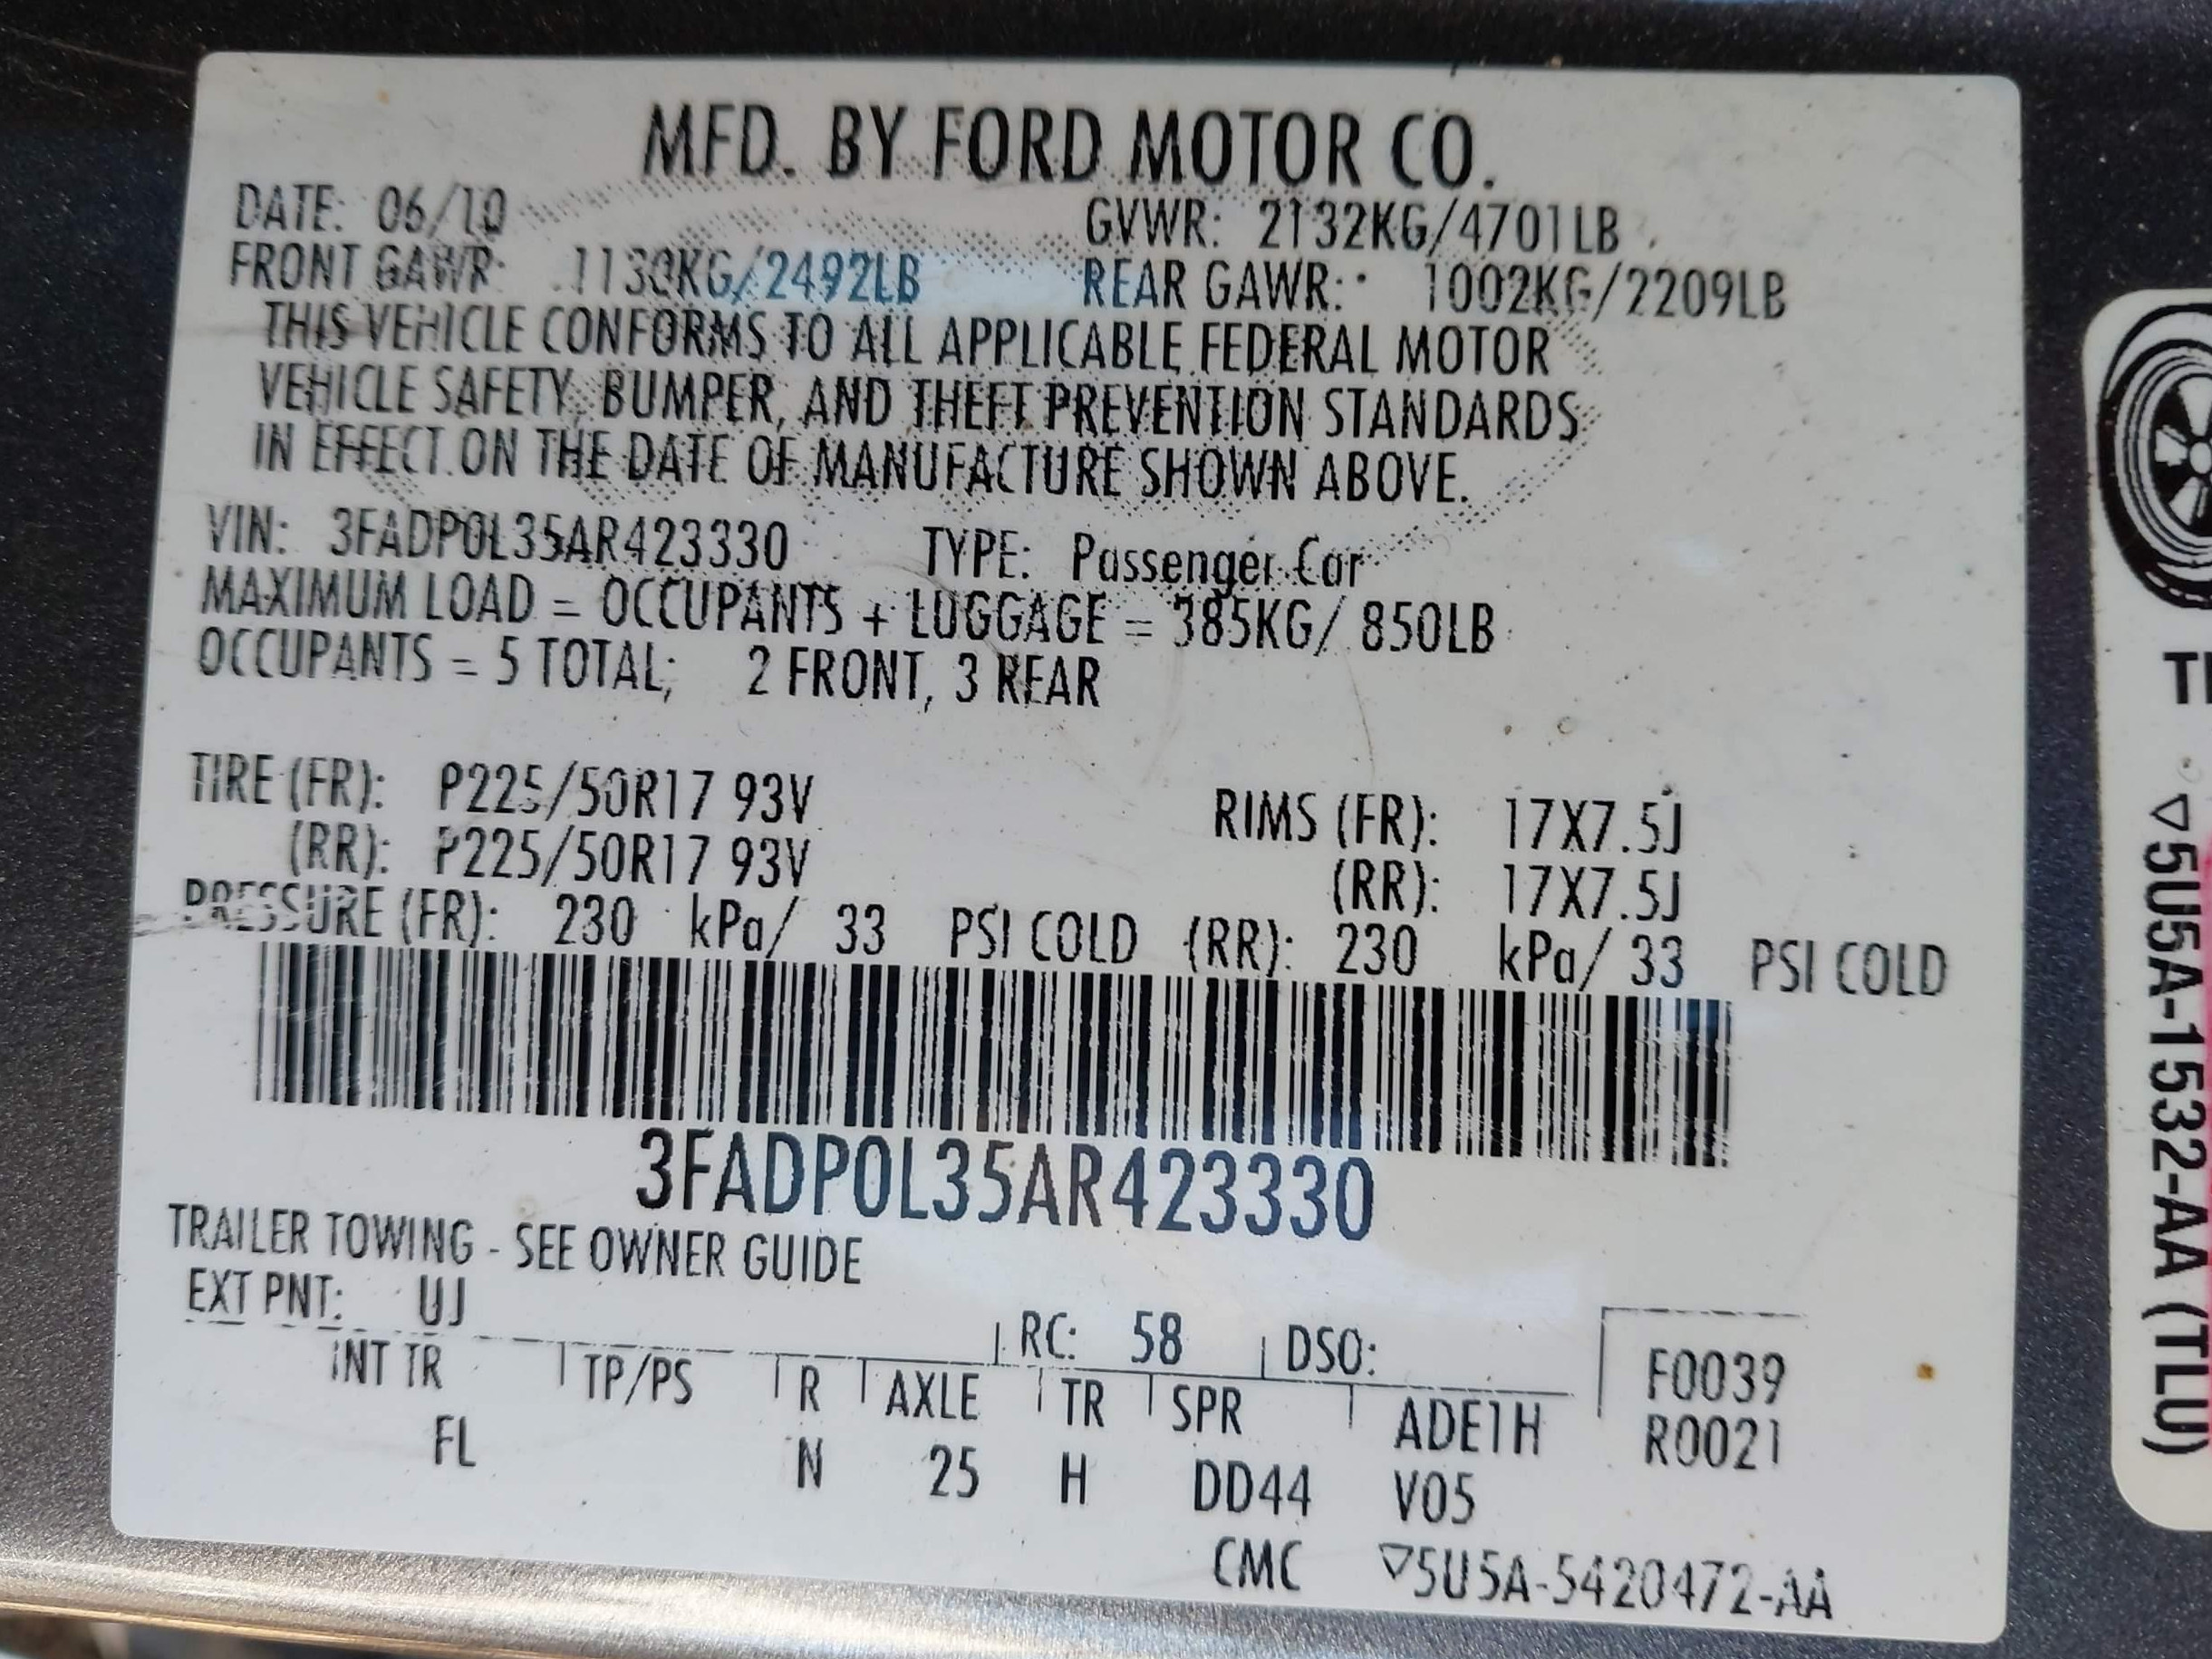 MFD. BY FORD MOTOR CO.
DATE: 06/10 GVWR: 2132KG/4701LB
FRONT GAWR: 1130KG/2492LB REAR GAWR: 1002KG/2209LB
THIS VEHICLE CONFORMS TO ALL APPLICABLE FEDERAL MOTOR
VEHICLE SAFETY, BUMPER, AND THEFT PREVENTION STANDARDS
IN EFFECT ON THE DATE OF MANUFACTURE SHOWN ABOVE.
VIN: 3FADP0L35AR423330 TYPE: Passenger Car
MAXIMUM LOAD = OCCUPANTS + LUGGAGE = 385KG/ 850LB
OCCUPANTS = 5 TOTAL; 2 FRONT, 3 REAR
TIRE (FR): P225/50R17 93V RIMS (FR): 17X7.5J
(RR): P225/50R17 93V (RR): 17X7.5J
PRESSURE (FR): 230 kPa/ 33 PSI COLD (RR): 230 kPa/ 33 PSI COLD
3FADP0L35AR423330
TRAILER TOWING - SEE OWNER GUIDE
EXT PNT: UJ RC: 58 DSO: F0039
INT TR TP/PS R AXLE TR SPR ADE1H R0021
FL N 25 H DD44 V05
CMC ▽5U5A-5420472-AA
▽5U5A-1532-AA (TLU)